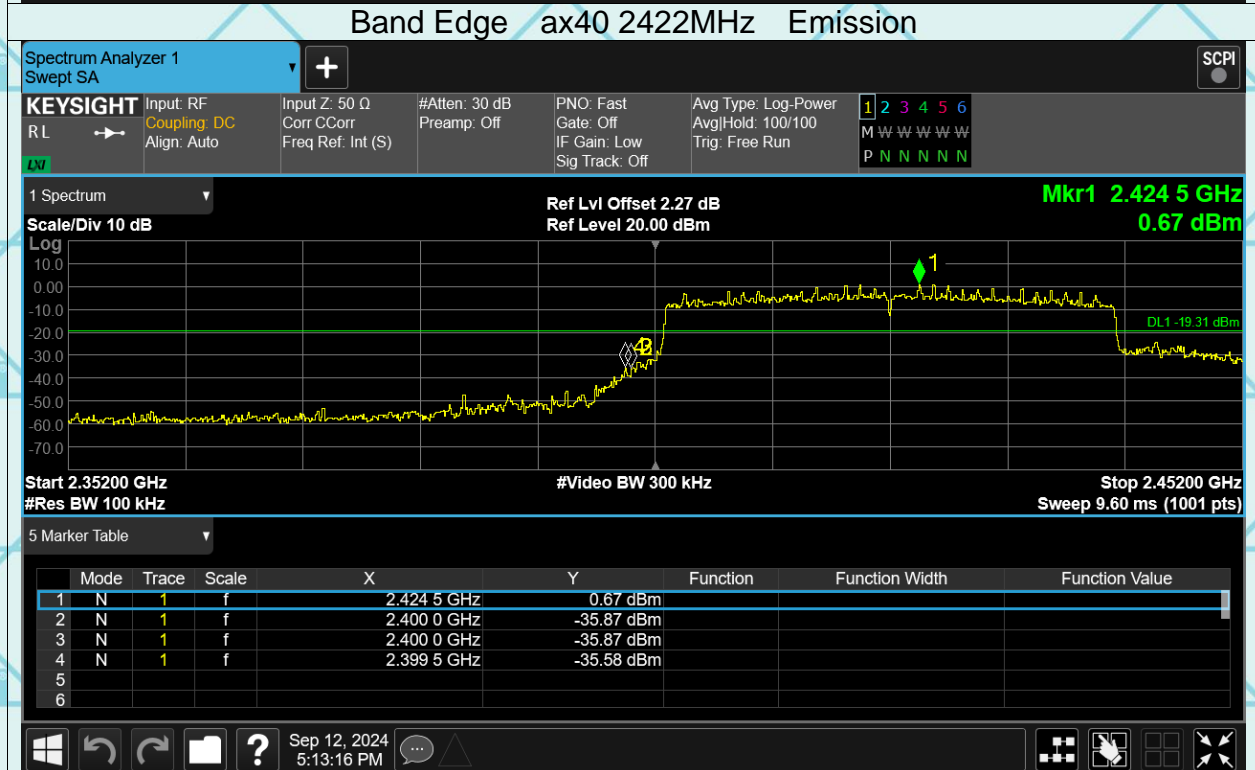 Band Edge ax40 2422MHz Emission
Spectrum Analyzer 1
Swept SA
+
SCPI
KEYSIGHT
RL
LXI
Input: RF
Coupling: DC
Align: Auto
Input Z: 50 Ω
Corr CCorr
Freq Ref: Int (S)
#Atten: 30 dB
Preamp: Off
PNO: Fast
Gate: Off
IF Gain: Low
Sig Track: Off
Avg Type: Log-Power
Avg|Hold: 100/100
Trig: Free Run
1 2 3 4 5 6
M W W W W W
P N N N N N
1 Spectrum
Scale/Div 10 dB
Ref Lvl Offset 2.27 dB
Ref Level 20.00 dBm
Mkr1 2.424 5 GHz
0.67 dBm
Log
10.0
0.00
-10.0
-20.0
-30.0
-40.0
-50.0
-60.0
-70.0
1
DL1 -19.31 dBm
Start 2.35200 GHz
#Res BW 100 kHz
#Video BW 300 kHz
Stop 2.45200 GHz
Sweep 9.60 ms (1001 pts)
5 Marker Table
Mode Trace Scale X Y Function Function Width Function Value
1 N 1 f 2.424 5 GHz 0.67 dBm
2 N 1 f 2.400 0 GHz -35.87 dBm
3 N 1 f 2.400 0 GHz -35.87 dBm
4 N 1 f 2.399 5 GHz -35.58 dBm
5
6
?
Sep 12, 2024
5:13:16 PM